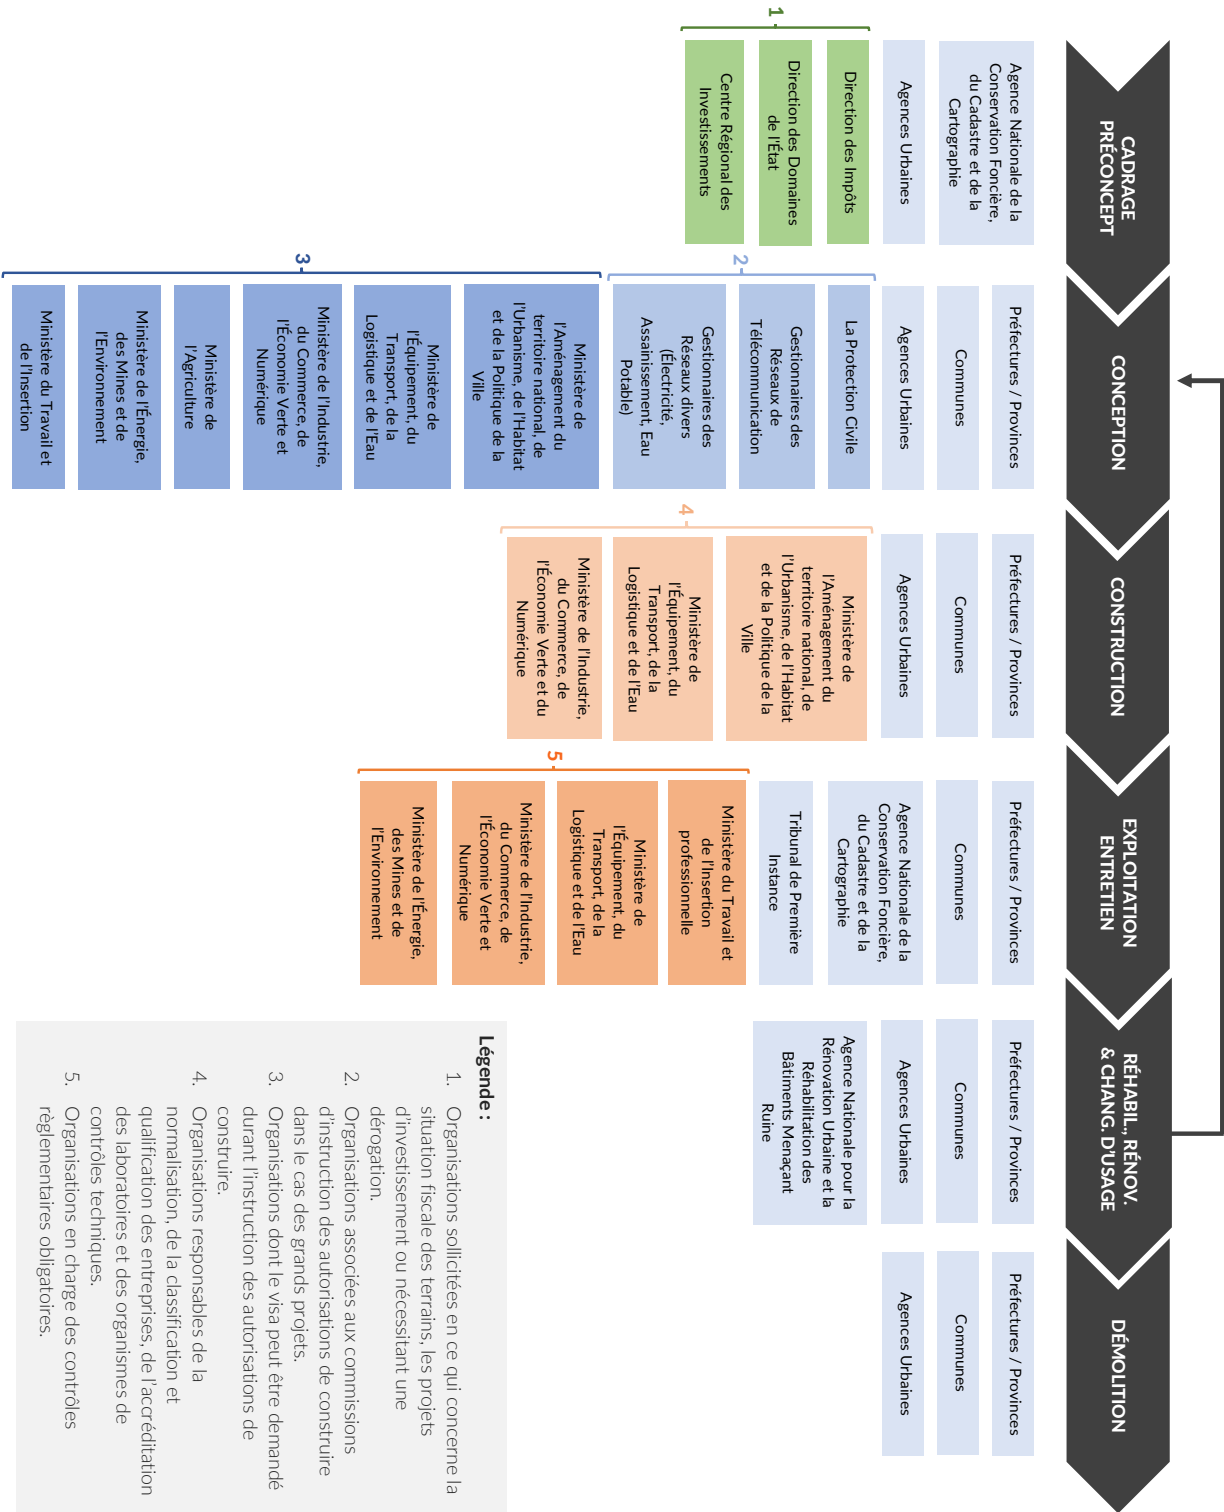 CADRAGE
PRÉCONCEPT
CONCEPTION
CONSTRUCTION
EXPLOITATION
ENTRETIEN
RÉHABIL., RÉNOV.
& CHANG. D'USAGE
DÉMOLITION
Agence Nationale de la
Conservation Foncière,
du Cadastre et de la
Cartographie
Agences Urbaines
1
Direction des Impôts
Direction des Domaines
de l'État
Centre Régional des
Investissements
Préfectures / Provinces
Communes
Agences Urbaines
2
La Protection Civile
Gestionnaires des
Réseaux de
Télécommunication
Gestionnaires des
Réseaux divers
(Électricité,
Assainissement, Eau
Potable)
3
Ministère de
l'Aménagement du
territoire national, de
l'Urbanisme, de l'Habitat
et de la Politique de la
Ville
Ministère de
l'Équipement, du
Transport, de la
Logistique et de l'Eau
Ministère de l'Industrie,
du Commerce, de
l'Économie Verte et
Numérique
Ministère de
l'Agriculture
Ministère de l'Énergie,
des Mines et de
l'Environnement
Ministère du Travail et
de l'Insertion
Préfectures / Provinces
Communes
Agences Urbaines
4
Ministère de
l'Aménagement du
territoire national, de
l'Urbanisme, de l'Habitat
et de la Politique de la
Ville
Ministère de
l'Équipement, du
Transport, de la
Logistique et de l'Eau
Ministère de l'Industrie,
du Commerce, de
l'Économie Verte et du
Numérique
Préfectures / Provinces
Communes
Agence Nationale de la
Conservation Foncière,
du Cadastre et de la
Cartographie
Tribunal de Première
Instance
5
Ministère du Travail et
de l'Insertion
professionnelle
Ministère de
l'Équipement, du
Transport, de la
Logistique et de l'Eau
Ministère de l'Industrie,
du Commerce, de
l'Économie Verte et
Numérique
Ministère de l'Énergie,
des Mines et de
l'Environnement
Préfectures / Provinces
Communes
Agences Urbaines
Agence Nationale pour la
Rénovation Urbaine et la
Réhabilitation des
Bâtiments Menaçant
Ruine
Préfectures / Provinces
Communes
Agences Urbaines
Légende :
1. Organisations sollicitées en ce qui concerne la
situation fiscale des terrains, les projets
d'investissement ou nécessitant une
dérogation.
2. Organisations associées aux commissions
d'instruction des autorisations de construire
dans le cas des grands projets.
3. Organisations dont le visa peut être demandé
durant l'instruction des autorisations de
construire.
4. Organisations responsables de la
normalisation, de la classification et
qualification des entreprises, de l'accréditation
des laboratoires et des organismes de
contrôles techniques.
5. Organisations en charge des contrôles
règlementaires obligatoires.